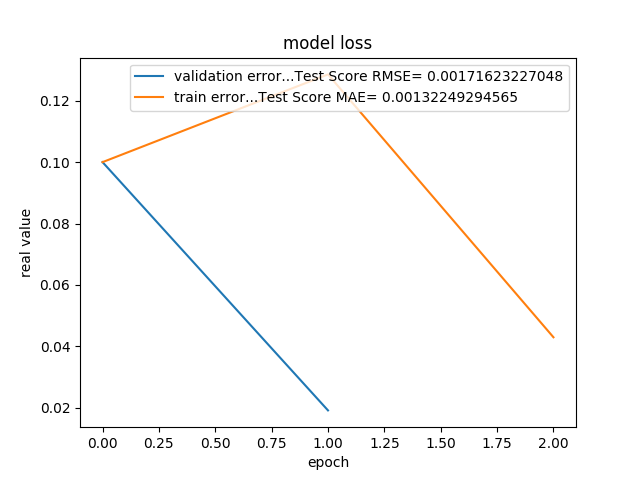 model loss
validation error...Test Score RMSE= 0.00171623227048
train error...Test Score MAE= 0.00132249294565
real value
0.12
0.10
0.08
0.06
0.04
0.02
0.00 0.25 0.50 0.75 1.00 1.25 1.50 1.75 2.00
epoch